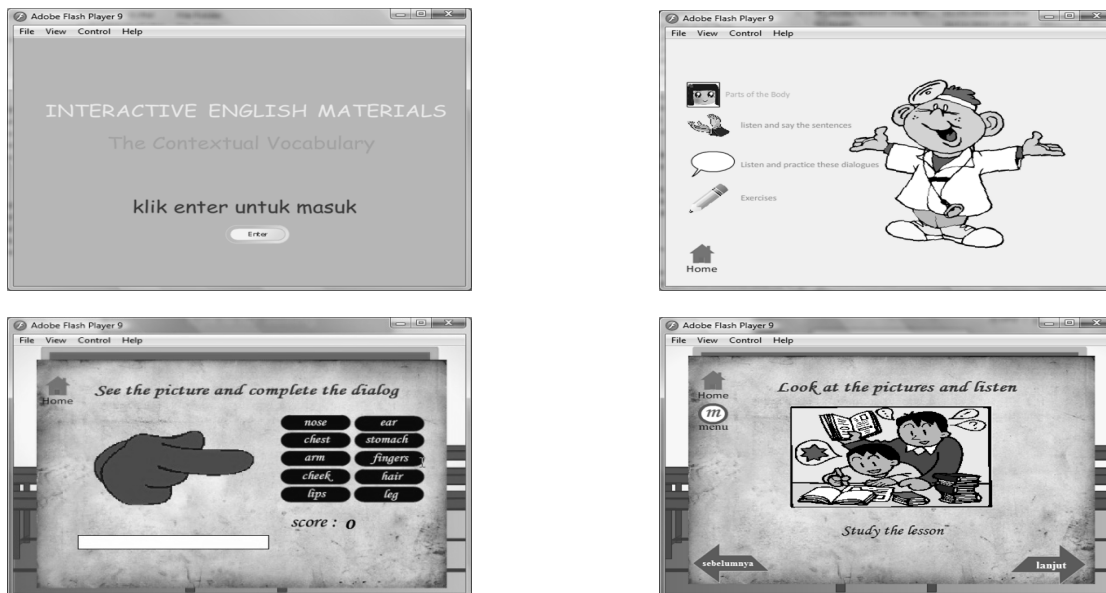 Adobe Flash Player 9
File View Control Help
INTERACTIVE ENGLISH MATERIALS
The Contextual Vocabulary
klik enter untuk masuk
Enter
Adobe Flash Player 9
File View Control Help
Parts of the Body
listen and say the sentences
Listen and practice these dialogues
Exercises
Home
Adobe Flash Player 9
File View Control Help
Home
See the picture and complete the dialog
nose ear
chest stomach
arm fingers
cheek hair
lips leg
score : 0
Adobe Flash Player 9
File View Control Help
Home
m
menu
Look at the pictures and listen
Study the lesson
sebelumnya
lanjut